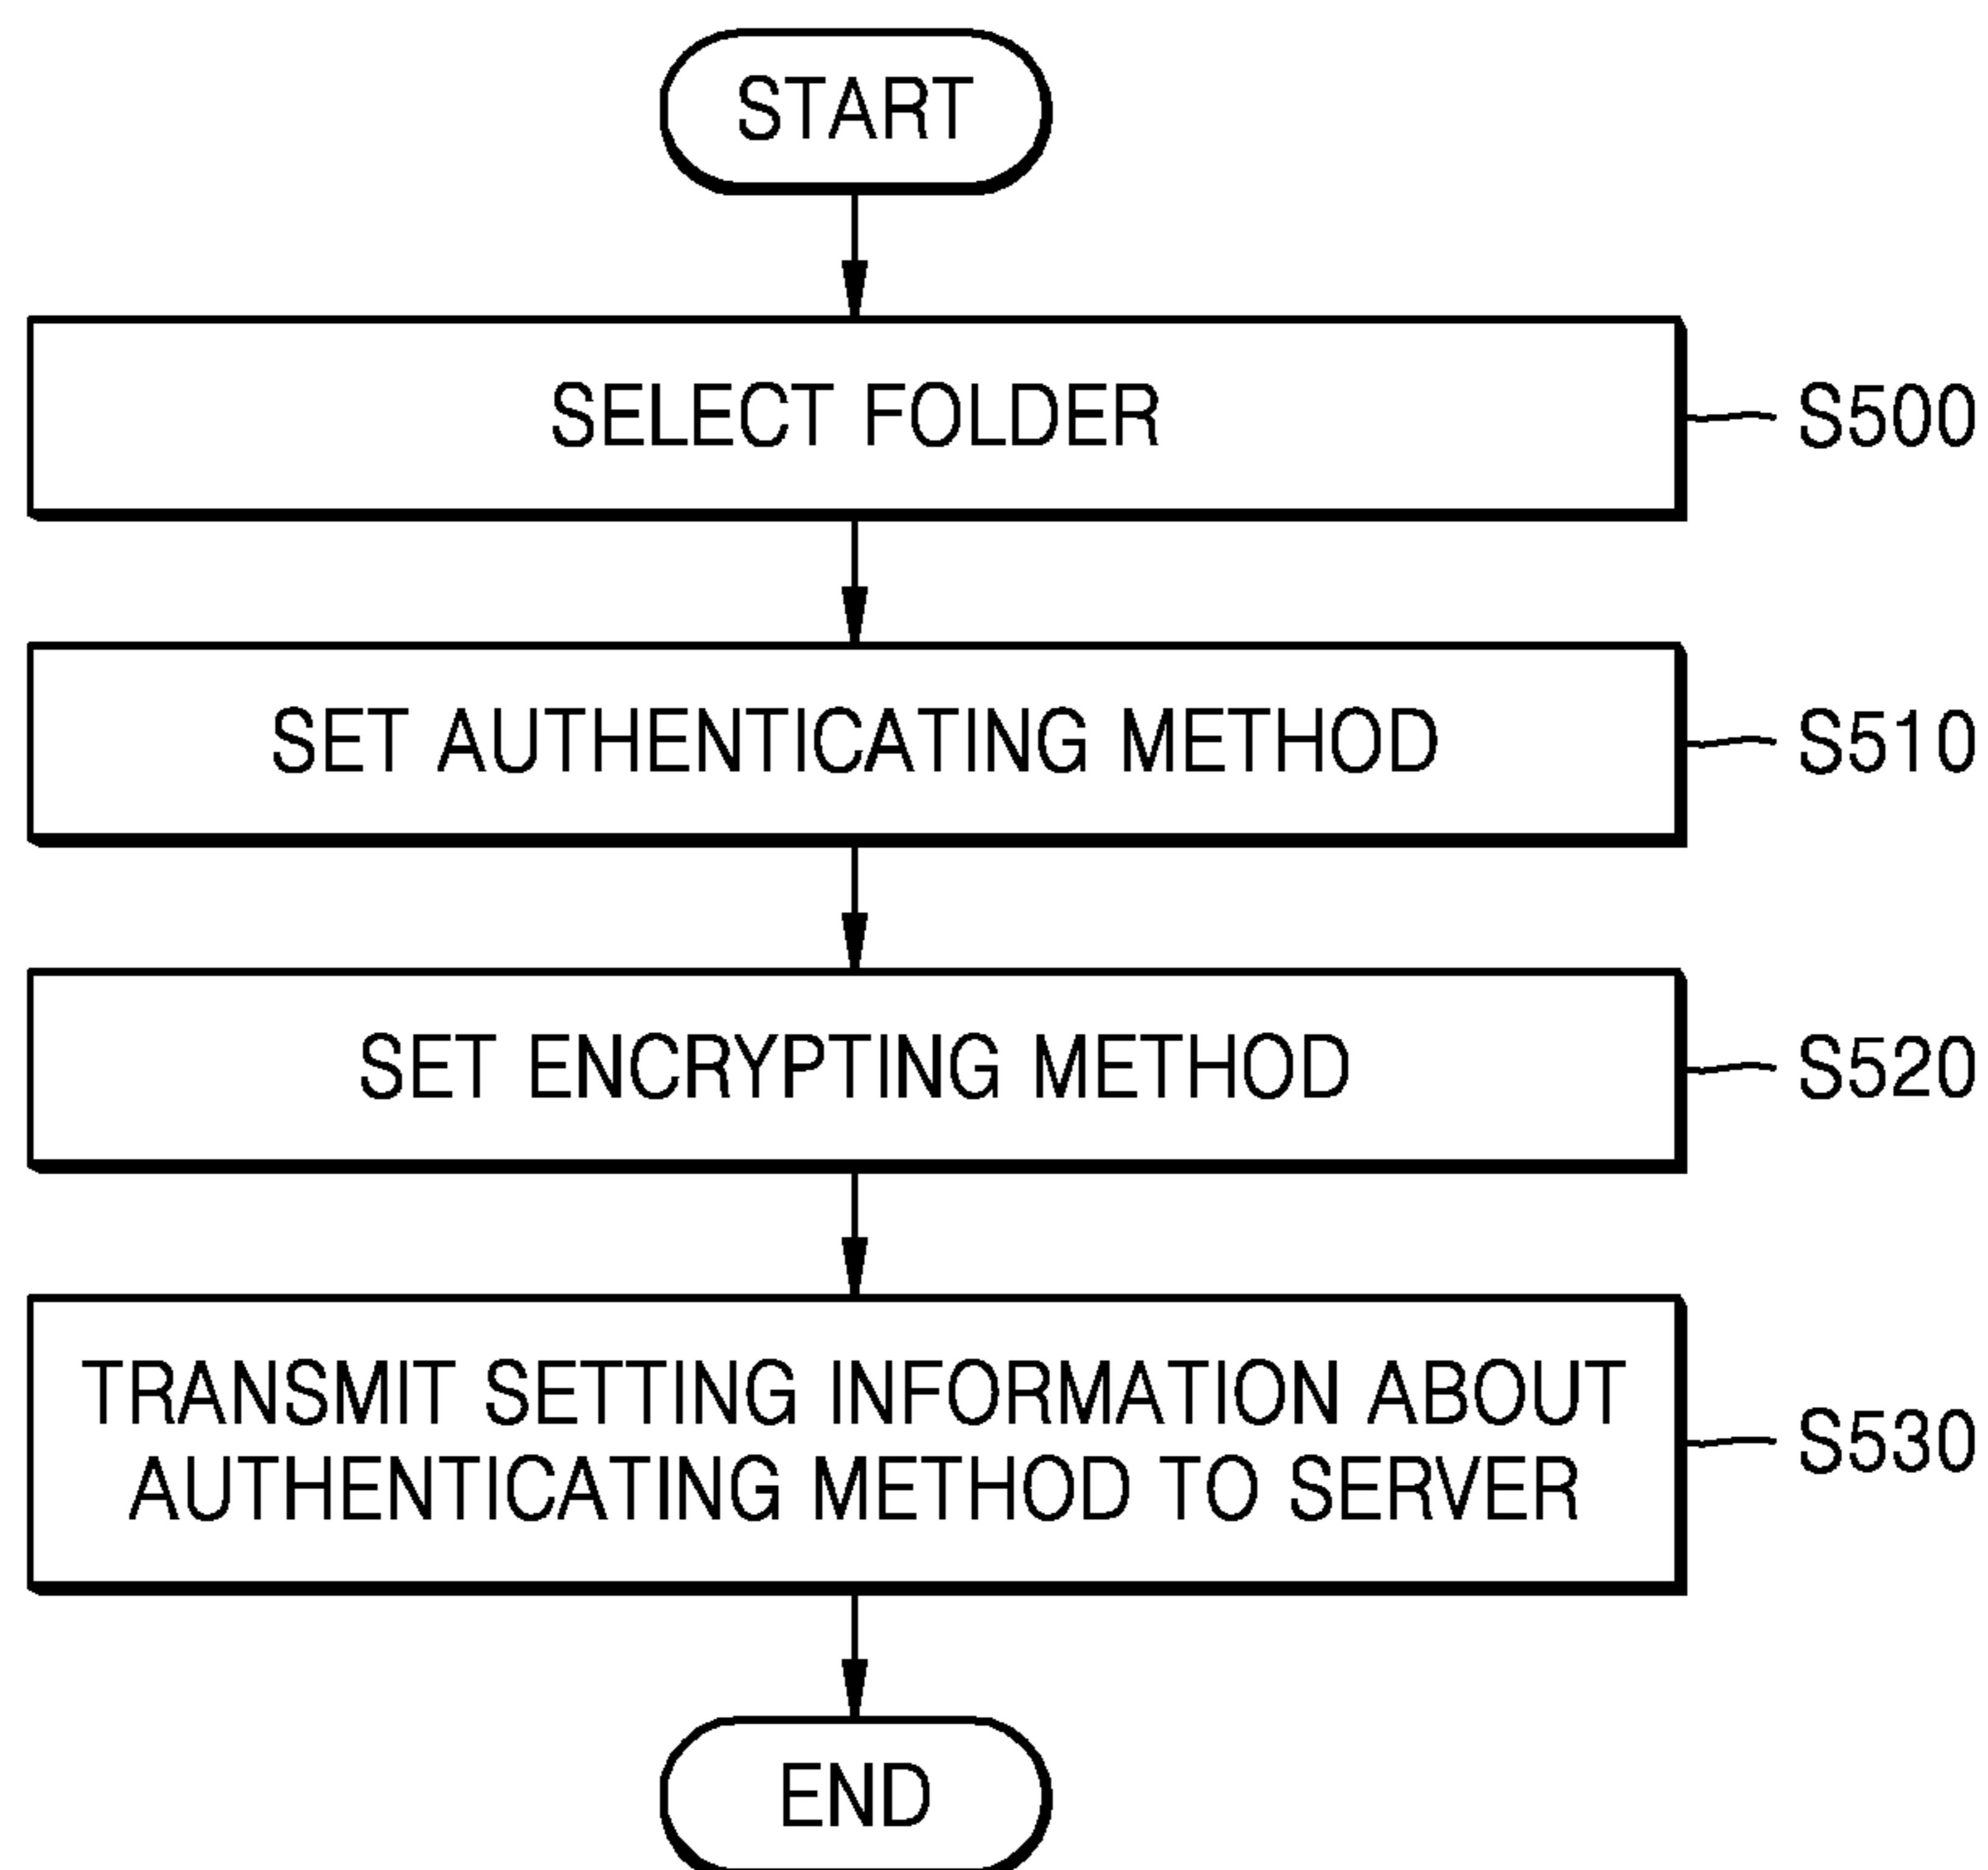 START
SELECT FOLDER
S500
SET AUTHENTICATING METHOD
S510
SET ENCRYPTING METHOD
S520
TRANSMIT SETTING INFORMATION ABOUT
AUTHENTICATING METHOD TO SERVER
S530
END